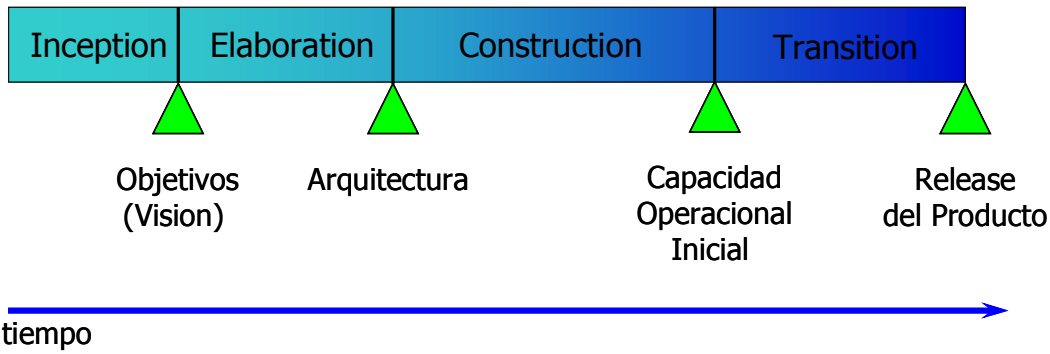 Inception Elaboration Construction Transition
Objetivos
(Vision)
Arquitectura
Capacidad
Operacional
Inicial
Release
del Producto
tiempo